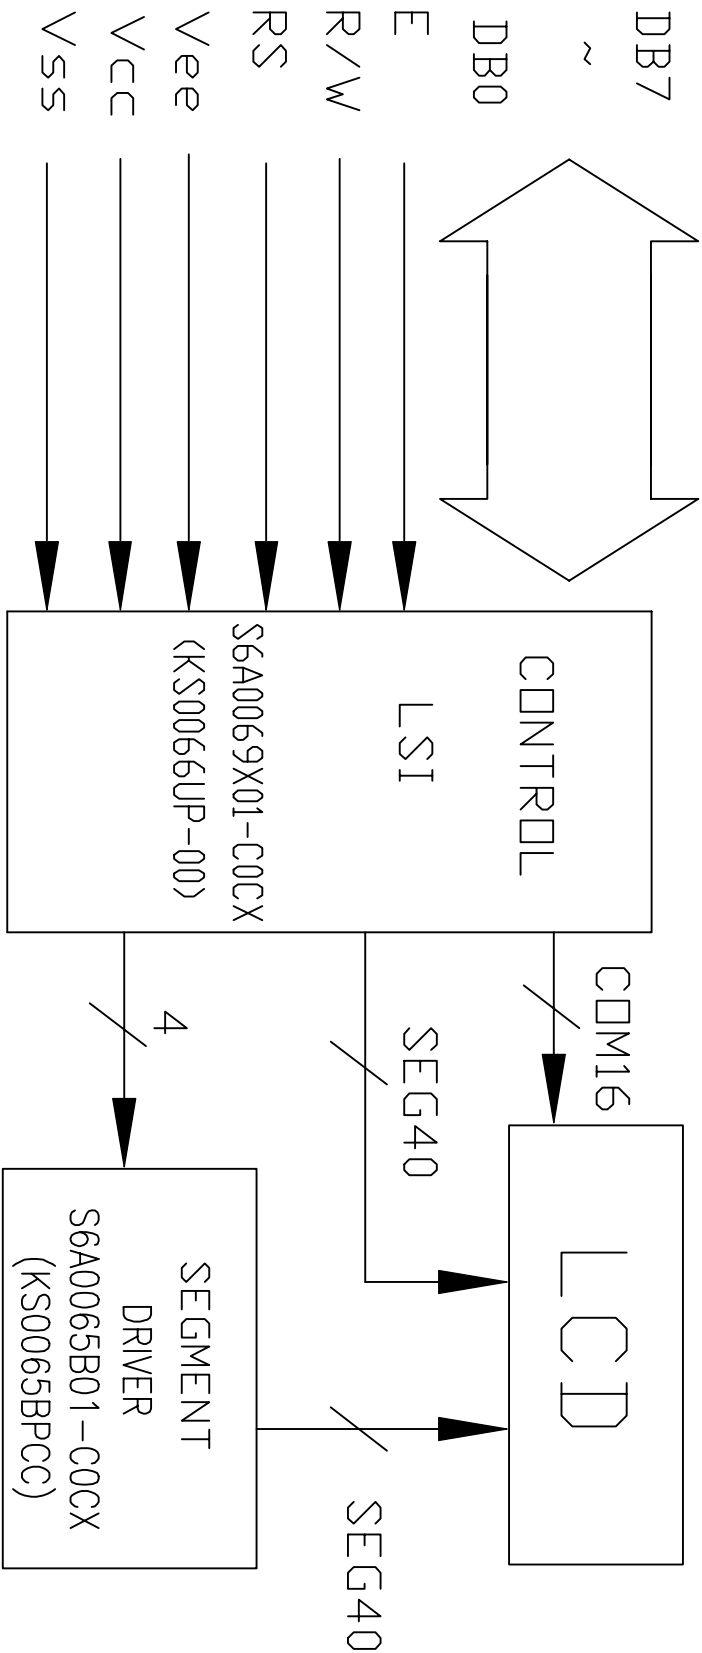 DB7
~
DB0
E
R/W
RS
Vee
Vcc
Vss
CONTROL
LSI
S6A0069X01-C0CX
(KS0066UP-00)
COM16
SEG40
4
LCD
SEGMENT
DRIVER
S6A0065B01-C0CX
(KS0065BPCC)
SEG40